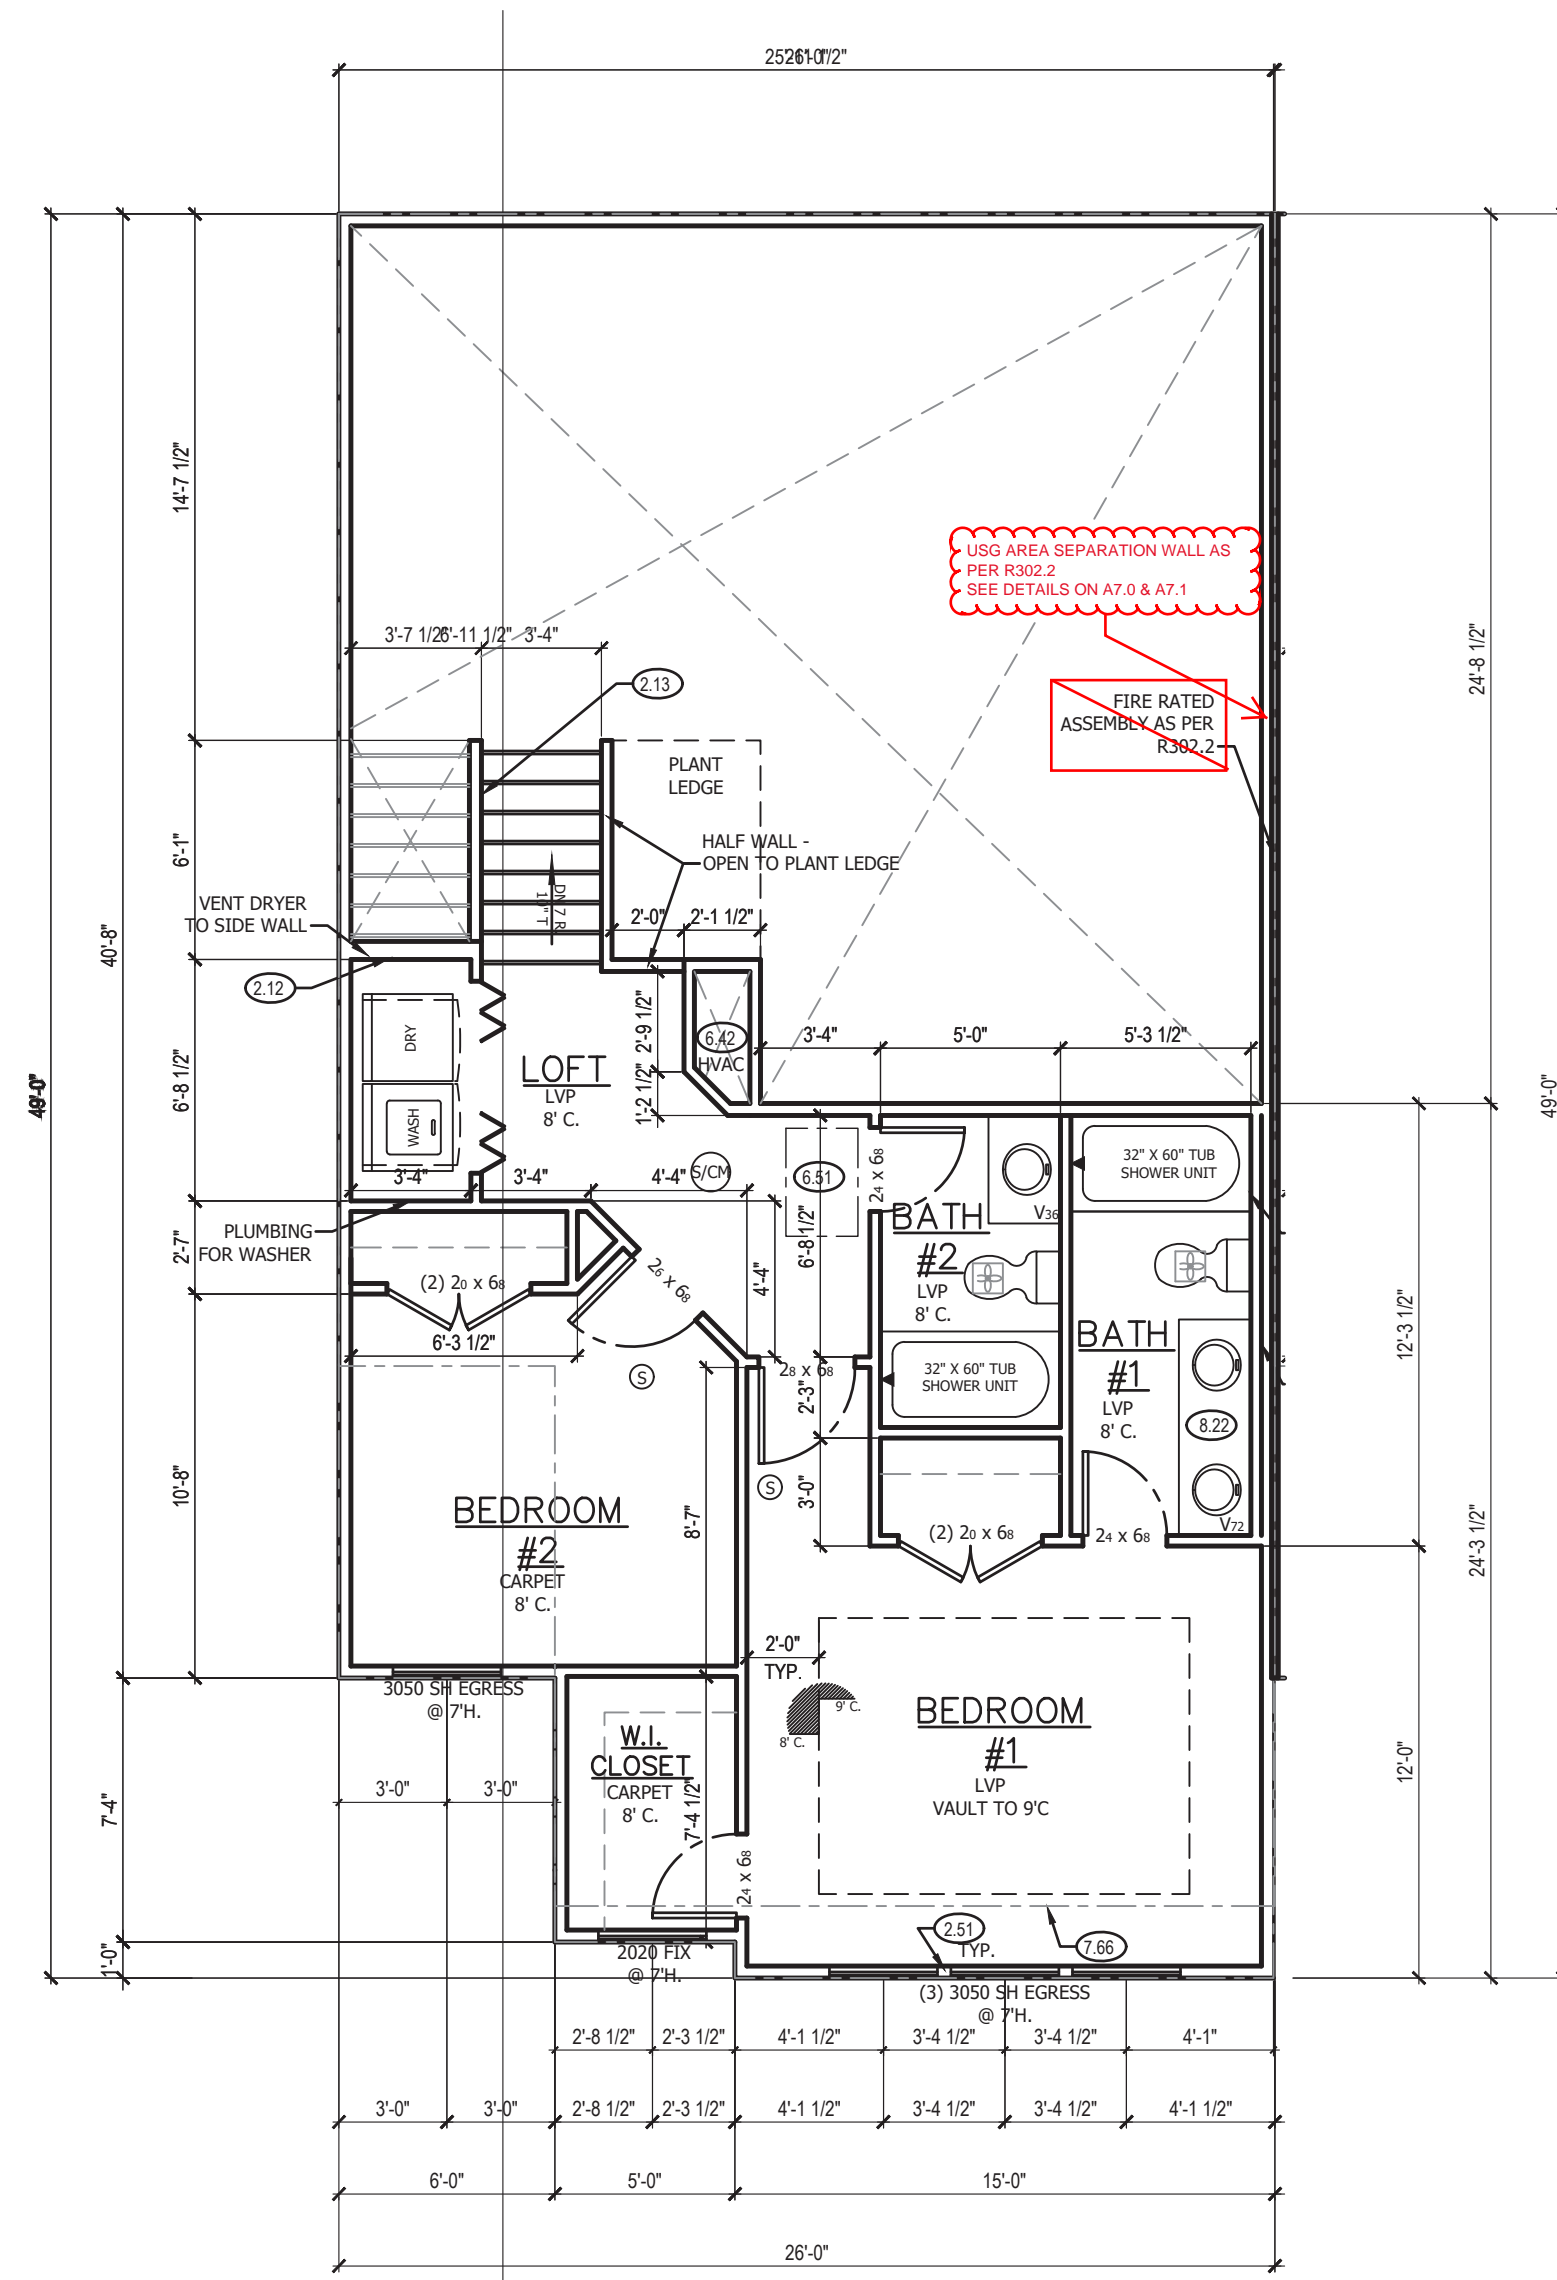 USG AREA SEPARATION WALL AS
PER R302.2
SEE DETAILS ON A7.0 & A7.1
14'-7 1/2"
24'-8 1/2"
3'-7 1/2"
6'-11 1/2"
3'-4"
2.13
FIRE RATED
ASSEMBLY AS PER
R302.2
PLANT
LEDGE
HALF WALL -
OPEN TO PLANT LEDGE
6'-1"
VENT DRYER
TO SIDE WALL
DN 7 R.
10" T
2'-0"
2'-1 1/2"
40'-8"
2.12
2'-9 1/2"
6.42
HVAC
3'-4"
5'-0"
5'-3 1/2"
DRY
LOFT
LVP
8' C.
1'-2 1/2"
6'-8 1/2"
49'-0"
49'-0"
WASH
3'-4"
3'-4"
4'-4"
S/CM
6.51
24 x 68
32" X 60" TUB
SHOWER UNIT
V36
PLUMBING
FOR WASHER
2'-7"
BATH
#2
LVP
8' C.
6'-8 1/2"
4'-4"
26 x 68
(2) 20 x 68
6'-3 1/2"
S
28 x 68
2'-3"
32" X 60" TUB
SHOWER UNIT
BATH
#1
LVP
8' C.
8.22
12'-3 1/2"
10'-8"
S
3'-0"
8'-7"
BEDROOM
#2
CARPET
8' C.
(2) 20 x 68
24 x 68
V72
24'-3 1/2"
2'-0"
TYP.
3050 SH EGRESS
@ 7'H.
9' C.
8' C.
BEDROOM
#1
LVP
VAULT TO 9'C
W.I.
CLOSET
CARPET
8' C.
3'-0"
3'-0"
7'-4"
7'-4 1/2"
12'-0"
24 x 68
2.51
TYP.
7.66
1'-0"
2020 FIX
@ 7'H.
(3) 3050 SH EGRESS
@ 7'H.
2'-8 1/2"
2'-3 1/2"
4'-1 1/2"
3'-4 1/2"
3'-4 1/2"
4'-1"
3'-0"
3'-0"
2'-8 1/2"
2'-3 1/2"
4'-1 1/2"
3'-4 1/2"
3'-4 1/2"
4'-1 1/2"
6'-0"
5'-0"
15'-0"
26'-0"